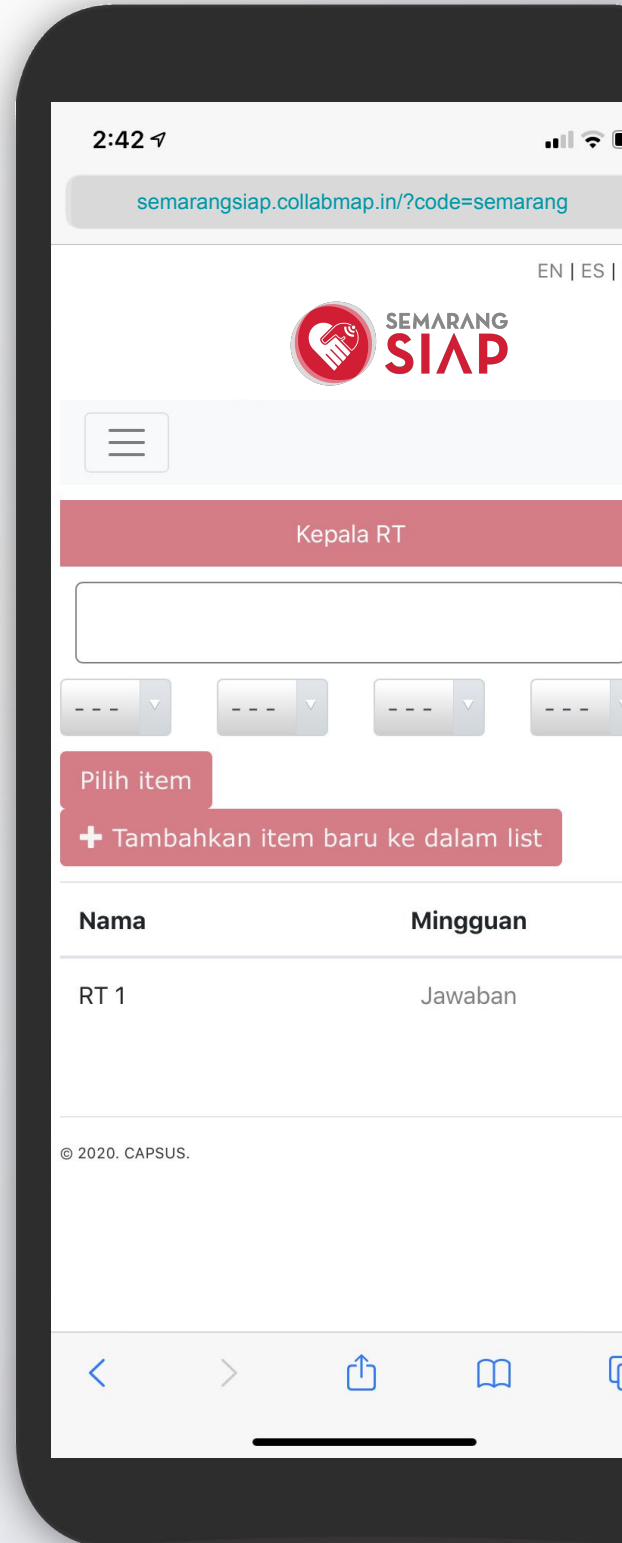 2:42
semarangsiap.collabmap.in/?code=semarang
EN | ES |
SEMARANG
SIAP
Kepala RT
--- --- --- ---
Pilih item
+ Tambahkan item baru ke dalam list
Nama Mingguan
RT 1 Jawaban
© 2020. CAPSUS.